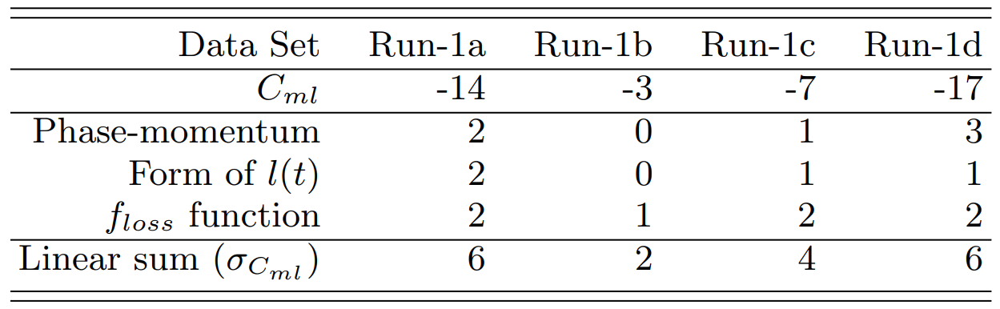 Data Set Run-1a Run-1b Run-1c Run-1d
C_{ml} -14 -3 -7 -17
Phase-momentum 2 0 1 3
Form of l(t) 2 0 1 1
f_{loss} function 2 1 2 2
Linear sum (σ_{C_{ml}}) 6 2 4 6